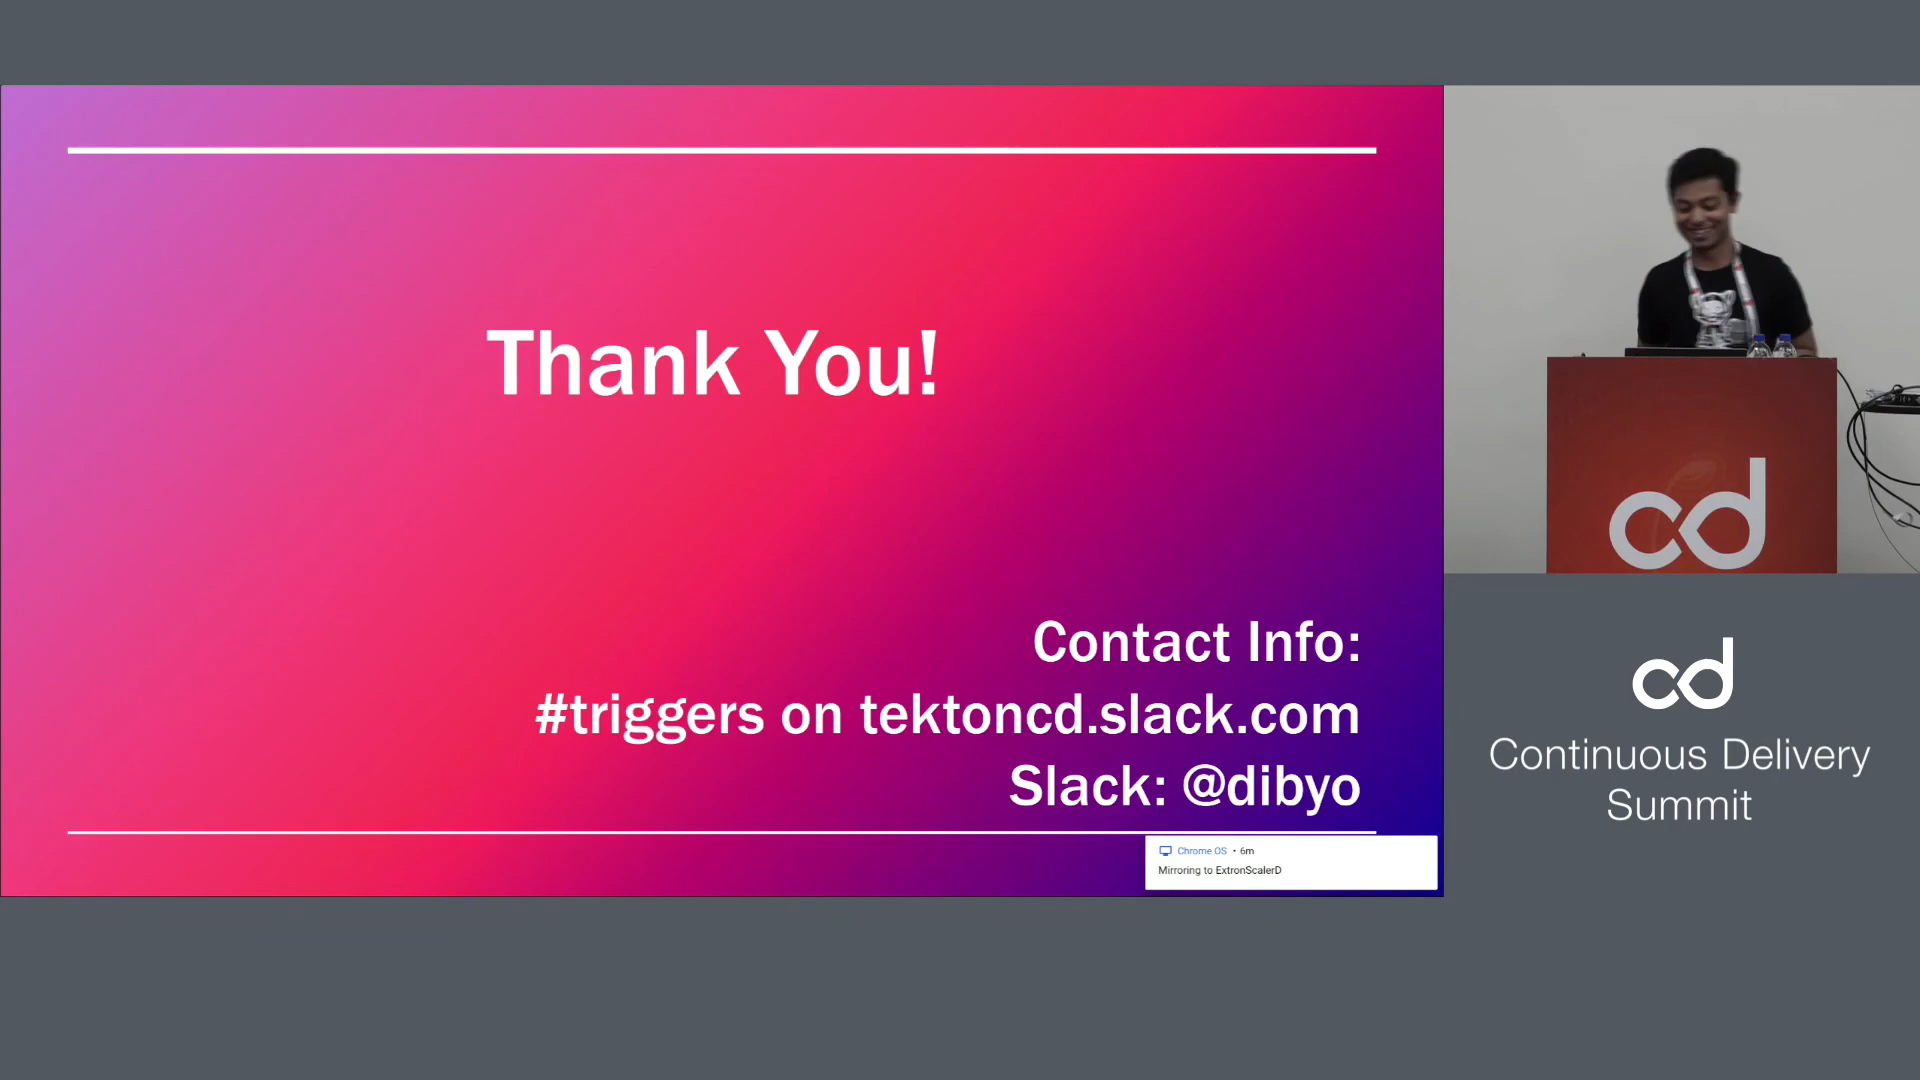 Thank You!
Contact Info:
#triggers on tektoncd.slack.com
Slack: @dibyo
Chrome OS • 6m
Mirroring to ExtronScalerD
cd
cd
Continuous Delivery
Summit